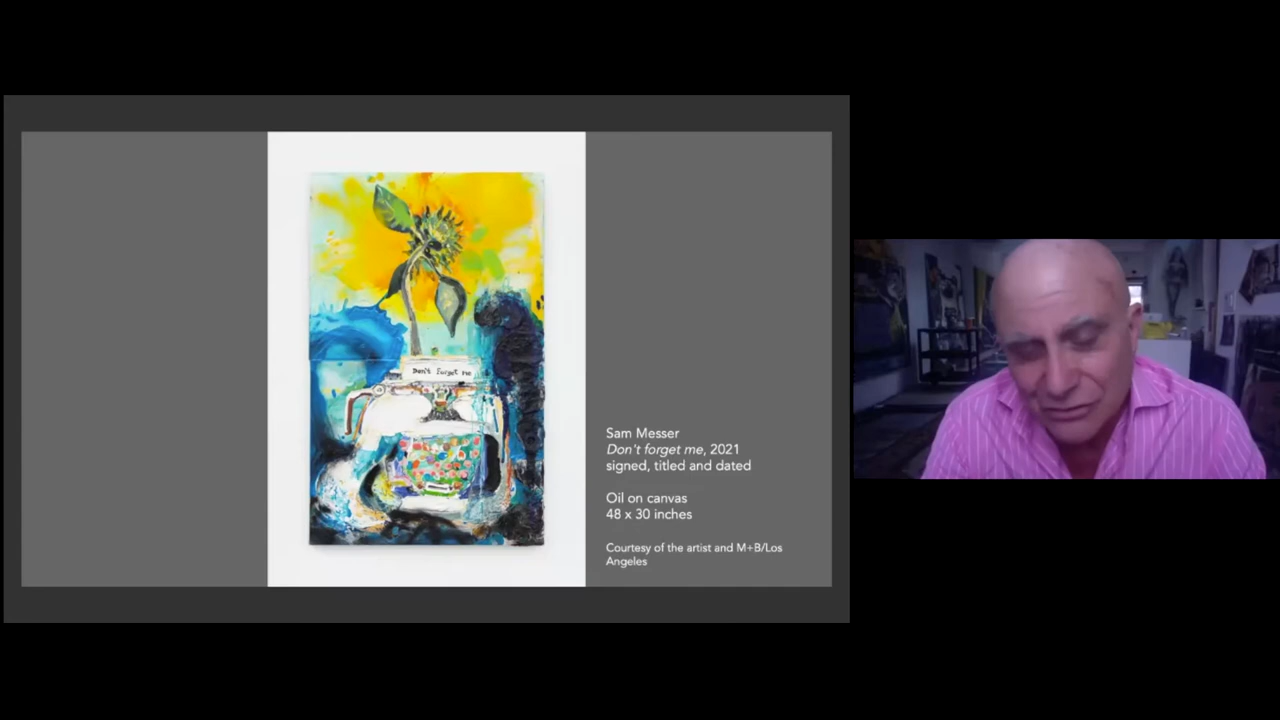 Don't forget me
Sam Messer
Don't forget me, 2021
signed, titled and dated
Oil on canvas
48 x 30 inches
Courtesy of the artist and M+B/Los
Angeles